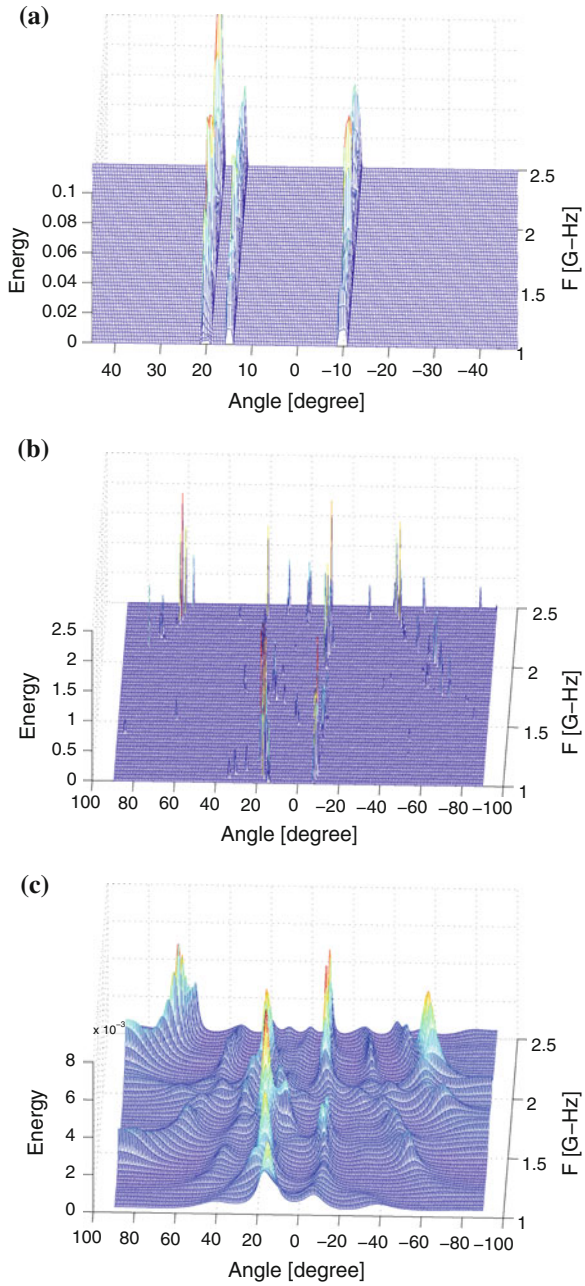 (a)
0.1
0.08
0.06
0.04
0.02
0
Energy
2.5
2
1.5
1
F [G–Hz]
40 30 20 10 0 −10 −20 −30 −40
Angle [degree]
(b)
2.5
2
1.5
1
0.5
0
Energy
2.5
2
1.5
1
F [G–Hz]
100 80 60 40 20 0 −20 −40 −60 −80 −100
Angle [degree]
(c)
x 10⁻³
8
6
4
2
0
Energy
2.5
2
1.5
1
F [G–Hz]
100 80 60 40 20 0 −20 −40 −60 −80 −100
Angle [degree]